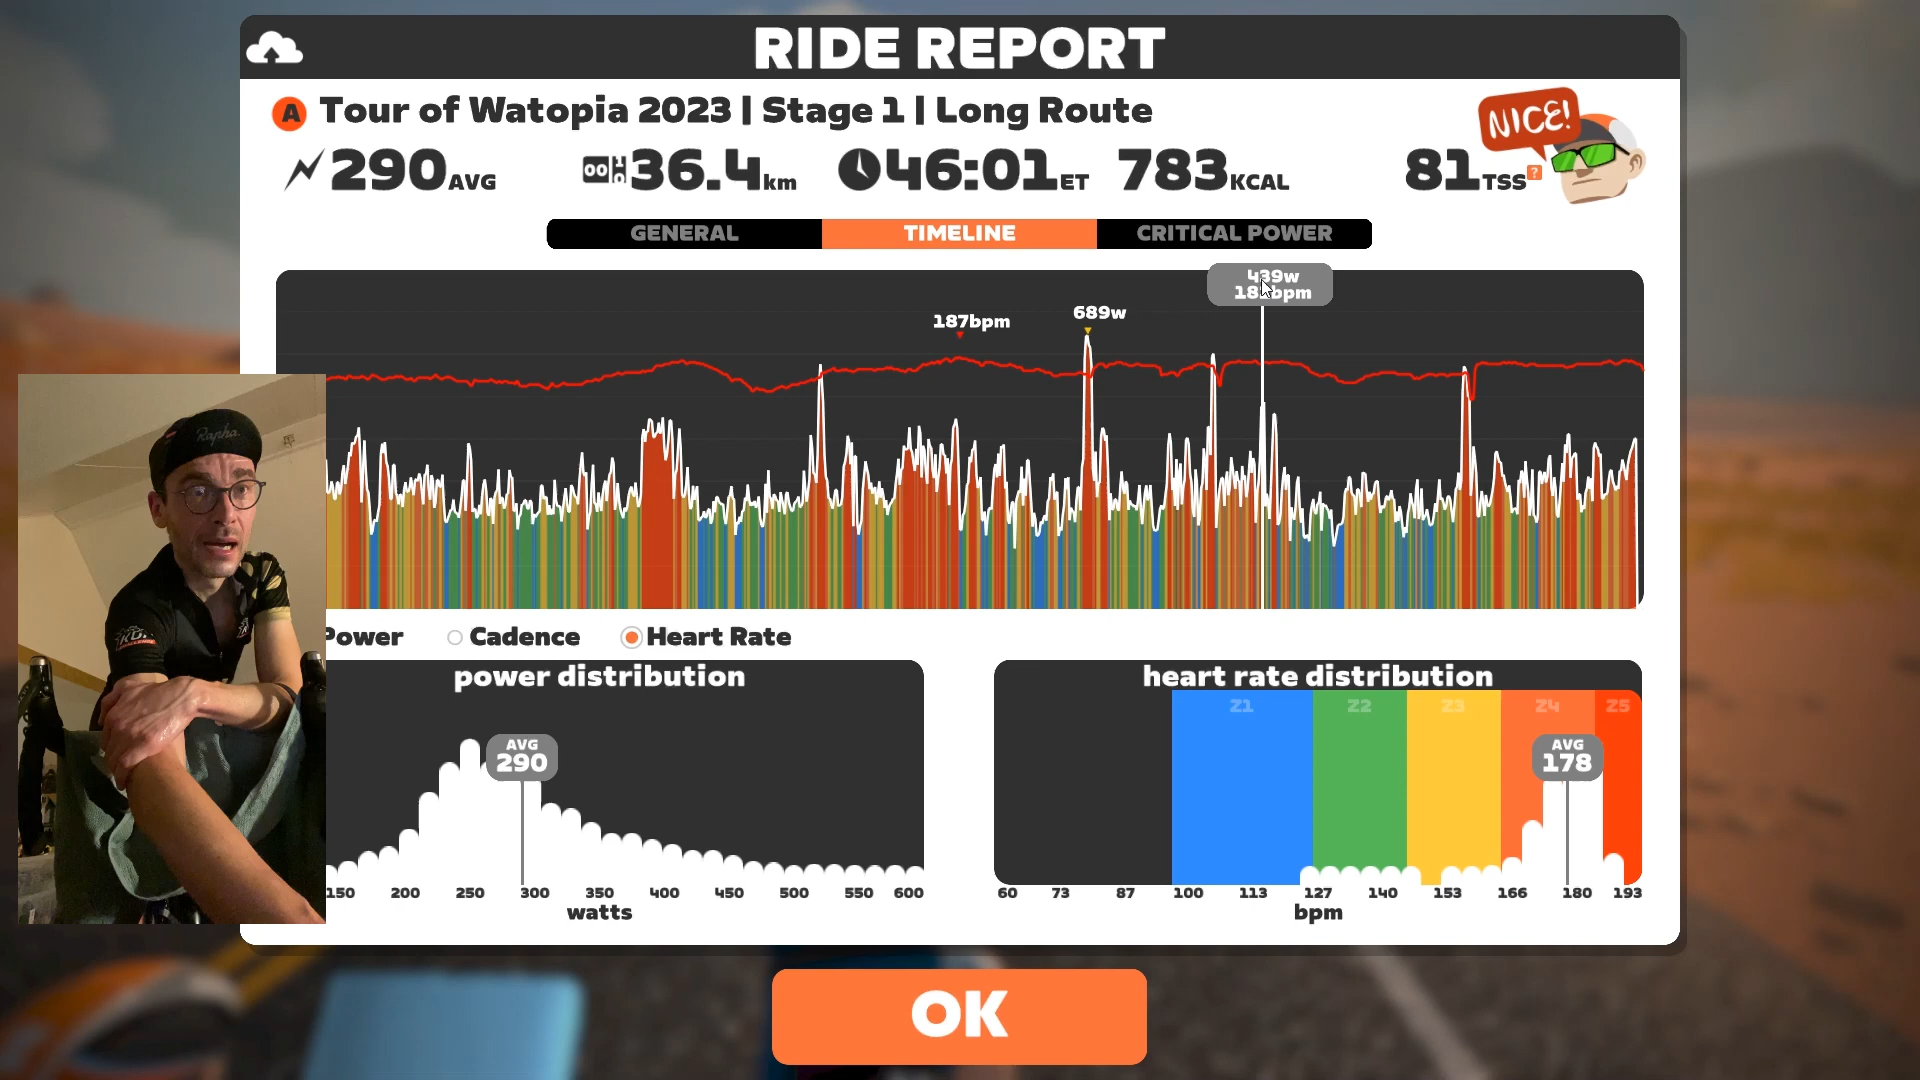 RIDE REPORT
A Tour of Watopia 2023 | Stage 1 | Long Route
NICE!
290AVG 36.4km 46:01ET 783KCAL 81TSS ?
GENERAL TIMELINE CRITICAL POWER
439w
187bpm 689w
Rapha.
Power Cadence Heart Rate
power distribution
heart rate distribution
Z1 Z2 Z3 Z4 Z5
AVG
290
AVG
178
150 200 250 300 350 400 450 500 550 600
watts
60 73 87 100 113 127 140 153 166 180 193
bpm
OK